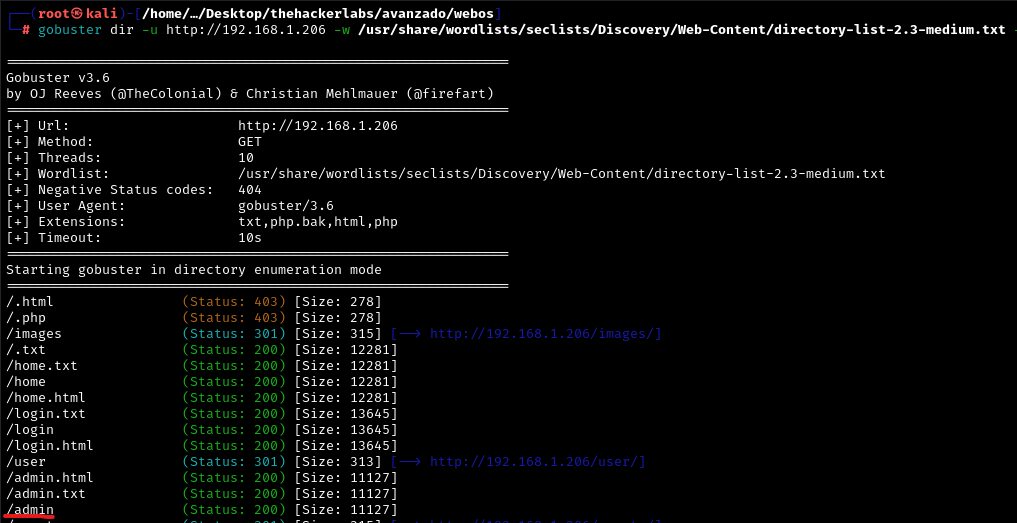 (root㉿kali)-[/home/…/Desktop/thehackerlabs/avanzado/webos]
# gobuster dir -u http://192.168.1.206 -w /usr/share/wordlists/seclists/Discovery/Web-Content/directory-list-2.3-medium.txt -
===============================================================
Gobuster v3.6
by OJ Reeves (@TheColonial) & Christian Mehlmauer (@firefart)
===============================================================
[+] Url: http://192.168.1.206
[+] Method: GET
[+] Threads: 10
[+] Wordlist: /usr/share/wordlists/seclists/Discovery/Web-Content/directory-list-2.3-medium.txt
[+] Negative Status codes: 404
[+] User Agent: gobuster/3.6
[+] Extensions: txt,php.bak,html,php
[+] Timeout: 10s
===============================================================
Starting gobuster in directory enumeration mode
===============================================================
/.html (Status: 403) [Size: 278]
/.php (Status: 403) [Size: 278]
/images (Status: 301) [Size: 315] [--> http://192.168.1.206/images/]
/.txt (Status: 200) [Size: 12281]
/home.txt (Status: 200) [Size: 12281]
/home (Status: 200) [Size: 12281]
/home.html (Status: 200) [Size: 12281]
/login.txt (Status: 200) [Size: 13645]
/login (Status: 200) [Size: 13645]
/login.html (Status: 200) [Size: 13645]
/user (Status: 301) [Size: 313] [--> http://192.168.1.206/user/]
/admin.html (Status: 200) [Size: 11127]
/admin.txt (Status: 200) [Size: 11127]
/admin (Status: 200) [Size: 11127]